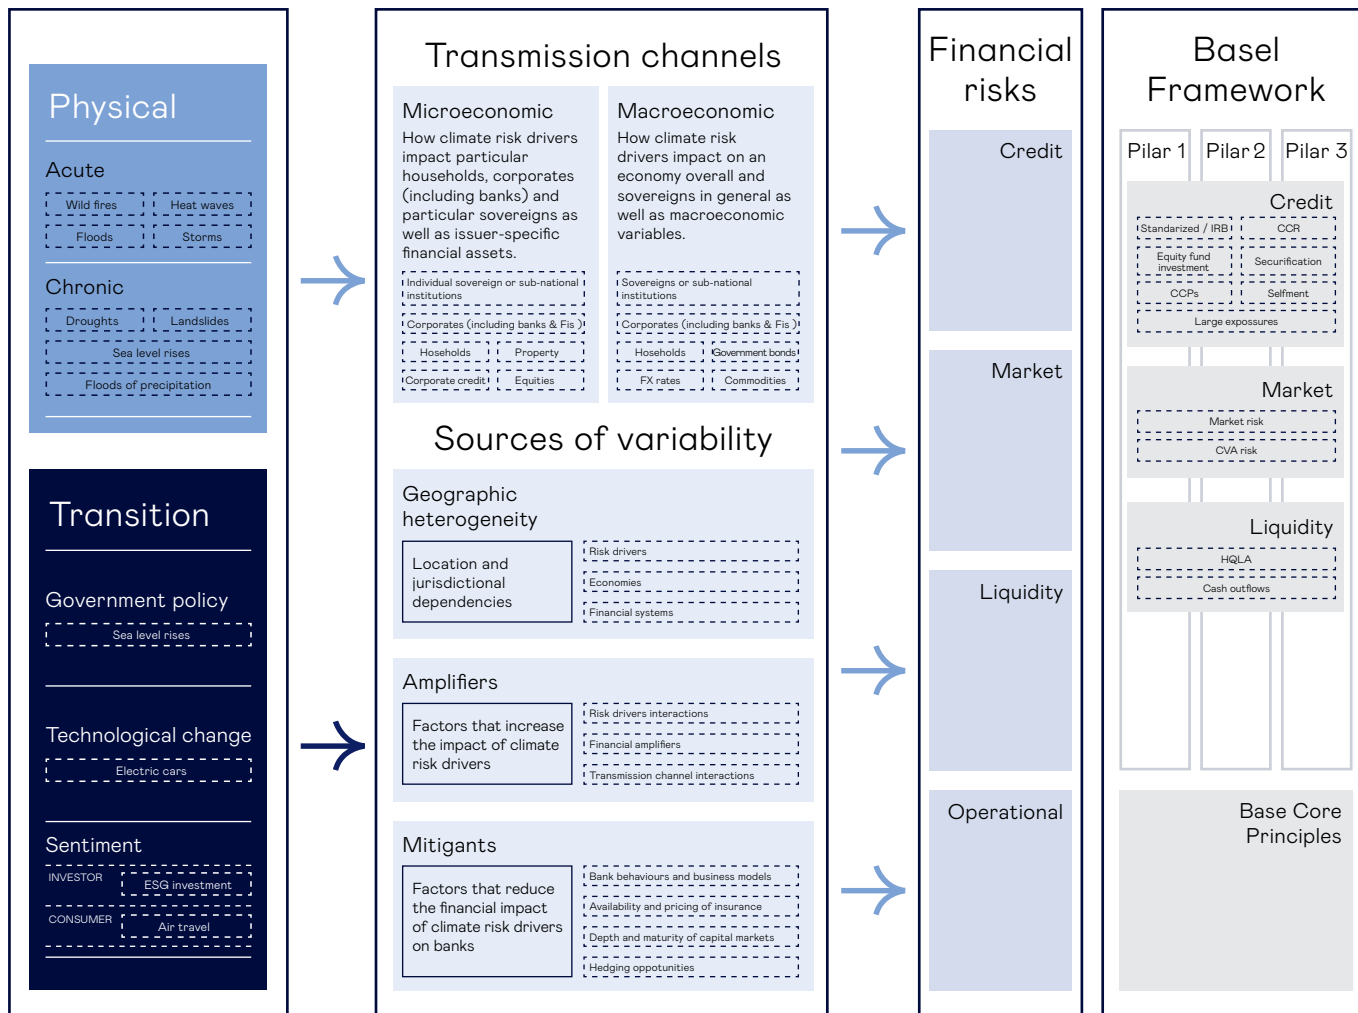 Physical
Acute
Wild fires
Heat waves
Floods
Storms
Chronic
Droughts
Landslides
Sea level rises
Floods of precipitation
Transition
Government policy
Sea level rises
Technological change
Electric cars
Sentiment
INVESTOR
ESG investment
CONSUMER
Air travel
Transmission channels
Microeconomic
How climate risk drivers
impact particular
households, corporates
(including banks) and
particular sovereigns as
well as issuer-specific
financial assets.
Individual sovereign or sub-national
institutions
Corporates (including banks & Fis )
Hoseholds
Property
Corporate credit
Equities
Macroeconomic
How climate risk
drivers impact on an
economy overall and
sovereigns in general as
well as macroeconomic
variables.
Sovereigns or sub-national
institutions
Corporates (including banks & Fis )
Hoseholds
Government bonds
FX rates
Commodities
Sources of variability
Geographic
heterogeneity
Location and
jurisdictional
dependencies
Risk drivers
Economies
Financial systems
Amplifiers
Factors that increase
the impact of climate
risk drivers
Risk drivers interactions
Financial amplifiers
Transmission channel interactions
Mitigants
Factors that reduce
the financial impact
of climate risk drivers
on banks
Bank behaviours and business models
Availability and pricing of insurance
Depth and maturity of capital markets
Hedging oppotunities
Financial
risks
Credit
Market
Liquidity
Operational
Basel
Framework
Pilar 1
Pilar 2
Pilar 3
Credit
Standarized / IRB
CCR
Equity fund
investment
Securification
CCPs
Selfment
Large expossures
Market
Market risk
CVA risk
Liquidity
HQLA
Cash outflows
Base Core
Principles